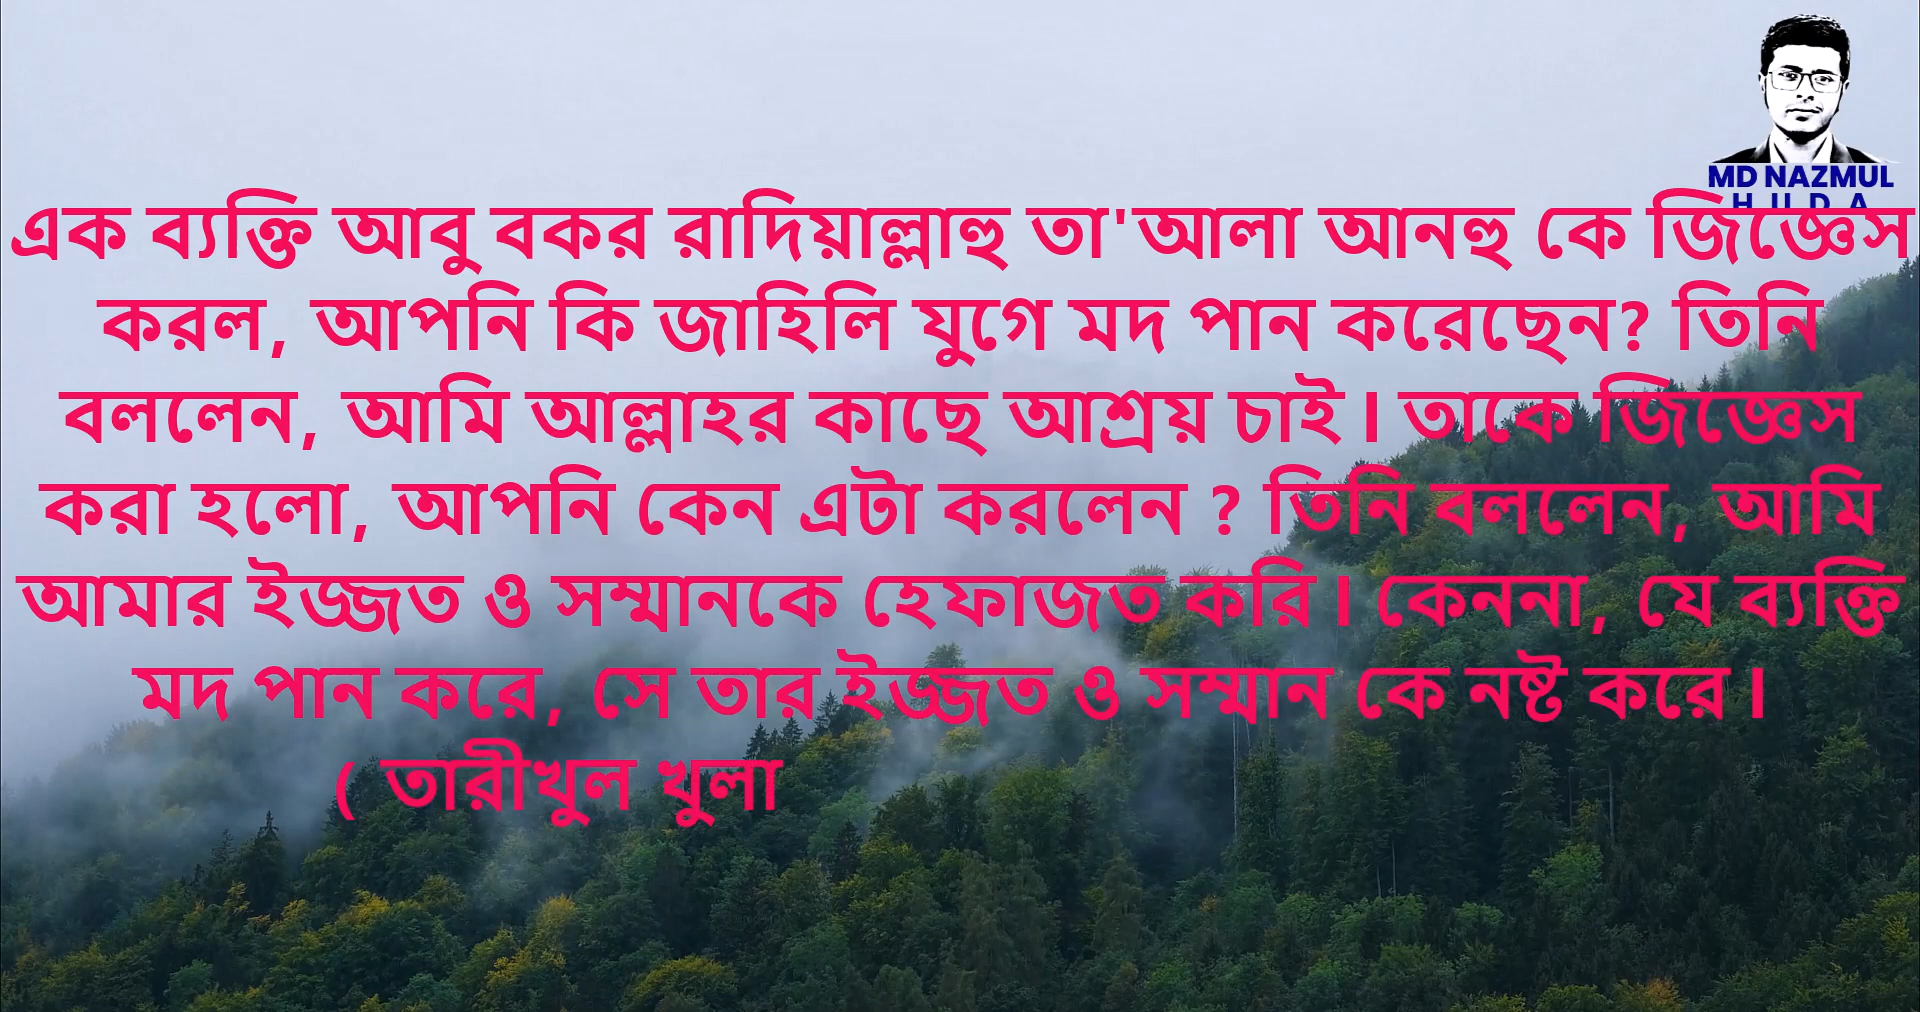 MD NAZMUL
H U D A
এক ব্যক্তি আবু বকর রাদিয়াল্লাহু তা'আলা আনহু কে জিজ্ঞেস
করল, আপনি কি জাহিলি যুগে মদ পান করেছেন? তিনি
বললেন, আমি আল্লাহর কাছে আশ্রয় চাই । তাকে জিজ্ঞেস
করা হলো, আপনি কেন এটা করলেন ? তিনি বললেন, আমি
আমার ইজ্জত ও সম্মানকে হেফাজত করি । কেননা, যে ব্যক্তি
মদ পান করে, সে তার ইজ্জত ও সম্মান কে নষ্ট করে ।
( তারীখুল খুলা